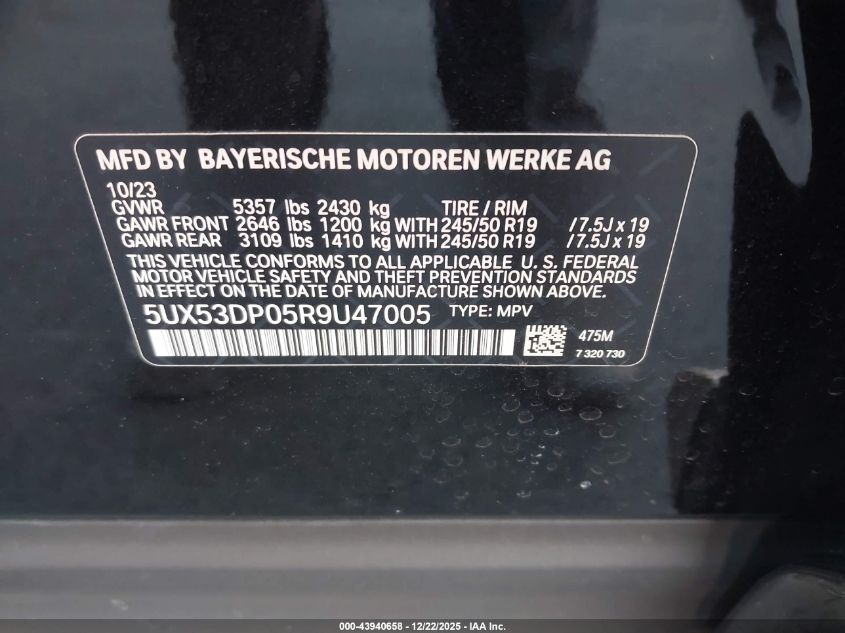 MFD BY BAYERISCHE MOTOREN WERKE AG
10/23
GVWR 5357 lbs 2430 kg TIRE / RIM
GAWR FRONT 2646 lbs 1200 kg WITH 245/50 R19 / 7.5J x 19
GAWR REAR 3109 lbs 1410 kg WITH 245/50 R19 / 7.5J x 19
THIS VEHICLE CONFORMS TO ALL APPLICABLE U. S. FEDERAL
MOTOR VEHICLE SAFETY AND THEFT PREVENTION STANDARDS
IN EFFECT ON THE DATE OF MANUFACTURE SHOWN ABOVE.
5UX53DP05R9U47005 TYPE: MPV
475M
7 320 730
000-43940658 - 12/22/2025 - IAA Inc.